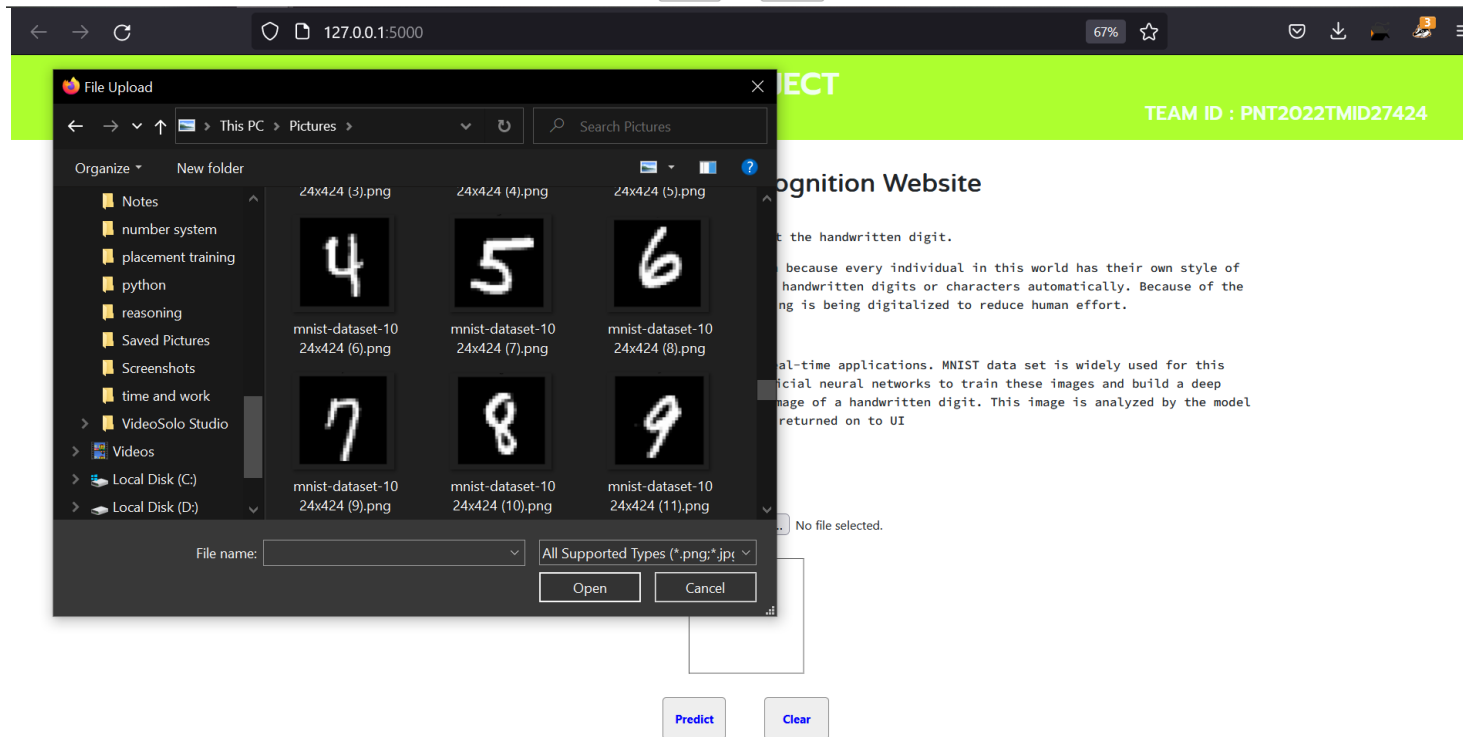 127.0.0.1:5000
67%
3
JECT
TEAM ID : PNT2022TMID27424
File Upload
This PC > Pictures >
Search Pictures
Organize
New folder
?
Notes
number system
placement training
python
reasoning
Saved Pictures
Screenshots
time and work
VideoSolo Studio
Videos
Local Disk (C:)
Local Disk (D:)
24x424 (3).png
24x424 (4).png
24x424 (5).png
4
5
6
mnist-dataset-10
24x424 (6).png
mnist-dataset-10
24x424 (7).png
mnist-dataset-10
24x424 (8).png
7
8
9
mnist-dataset-10
24x424 (9).png
mnist-dataset-10
24x424 (10).png
mnist-dataset-10
24x424 (11).png
File name:
All Supported Types (*.png;*.jpg
Open
Cancel
ognition Website
t the handwritten digit.
because every individual in this world has their own style of
handwritten digits or characters automatically. Because of the
ng is being digitalized to reduce human effort.
al-time applications. MNIST data set is widely used for this
icial neural networks to train these images and build a deep
mage of a handwritten digit. This image is analyzed by the model
returned on to UI
.. No file selected.
Predict
Clear